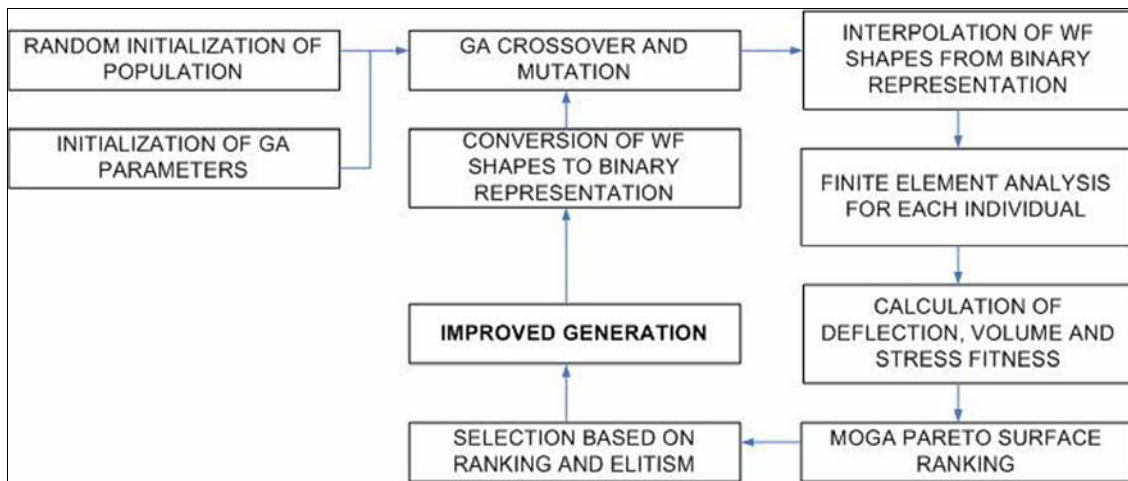 RANDOM INITIALIZATION OF
POPULATION
INITIALIZATION OF GA
PARAMETERS
GA CROSSOVER AND
MUTATION
CONVERSION OF WF
SHAPES TO BINARY
REPRESENTATION
IMPROVED GENERATION
SELECTION BASED ON
RANKING AND ELITISM
INTERPOLATION OF WF
SHAPES FROM BINARY
REPRESENTATION
FINITE ELEMENT ANALYSIS
FOR EACH INDIVIDUAL
CALCULATION OF
DEFLECTION, VOLUME AND
STRESS FITNESS
MOGA PARETO SURFACE
RANKING